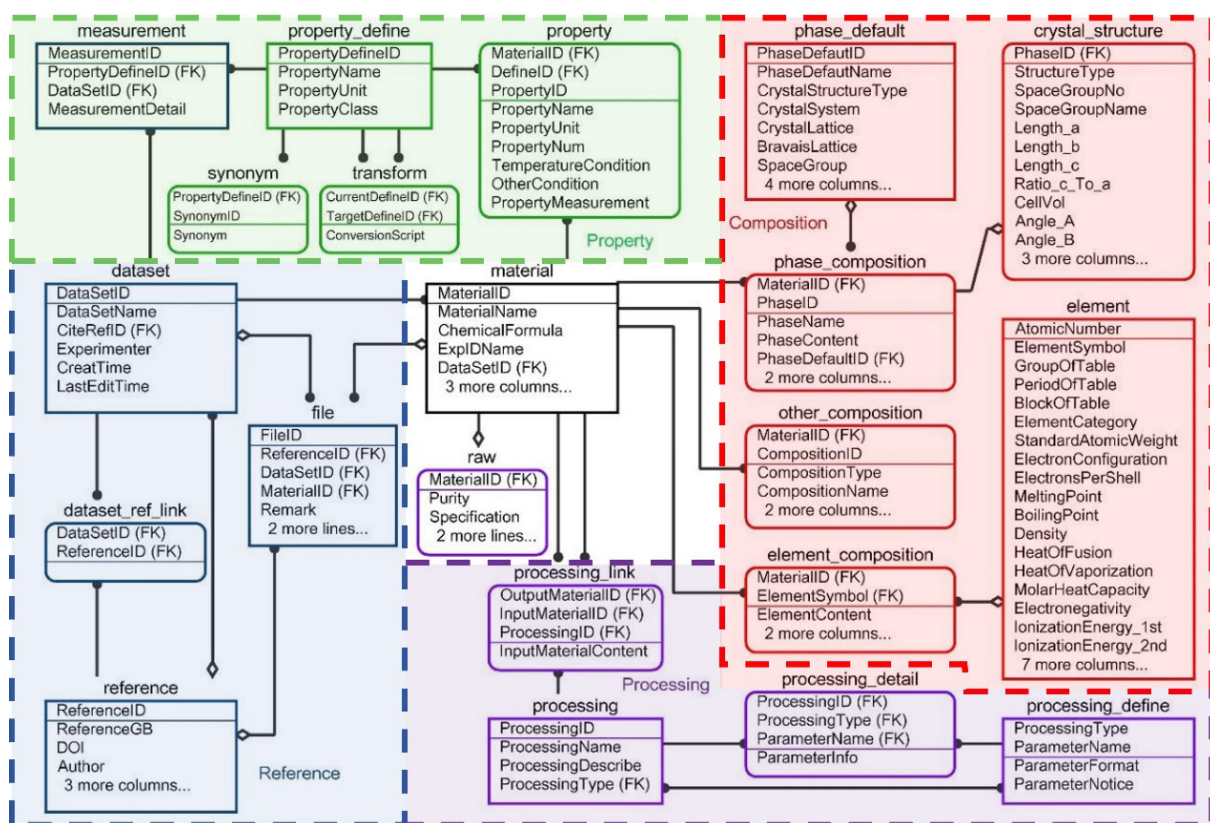 measurement
MeasurementID
PropertyDefineID (FK)
DataSetID (FK)
MeasurementDetail
property_define
PropertyDefineID
PropertyName
PropertyUnit
PropertyClass
property
MaterialID (FK)
DefineID (FK)
PropertyID
PropertyName
PropertyUnit
PropertyNum
TemperatureCondition
OtherCondition
PropertyMeasurement
synonym
PropertyDefineID (FK)
SynonymID
Synonym
transform
CurrentDefineID (FK)
TargetDefineID (FK)
ConversionScript
Property
phase_default
PhaseDefautID
PhaseDefautName
CrystalStructureType
CrystalSystem
CrystalLattice
BravaisLattice
SpaceGroup
4 more columns...
Composition
crystal_structure
PhaseID (FK)
StructureType
SpaceGroupNo
SpaceGroupName
Length_a
Length_b
Length_c
Ratio_c_To_a
CellVol
Angle_A
Angle_B
3 more columns...
dataset
DataSetID
DataSetName
CiteRefID (FK)
Experimenter
CreatTime
LastEditTime
material
MaterialID
MaterialName
ChemicalFormula
ExpIDName
DataSetID (FK)
3 more columns...
phase_composition
MaterialID (FK)
PhaseID
PhaseName
PhaseContent
PhaseDefaultID (FK)
2 more columns...
element
AtomicNumber
ElementSymbol
GroupOfTable
PeriodOfTable
BlockOfTable
ElementCategory
StandardAtomicWeight
ElectronConfiguration
ElectronsPerShell
MeltingPoint
BoilingPoint
Density
HeatOfFusion
HeatOfVaporization
MolarHeatCapacity
Electronegativity
IonizationEnergy_1st
IonizationEnergy_2nd
7 more columns...
file
FileID
ReferenceID (FK)
DataSetID (FK)
MaterialID (FK)
Remark
2 more lines...
raw
MaterialID (FK)
Purity
Specification
2 more lines...
other_composition
MaterialID (FK)
CompositionID
CompositionType
CompositionName
2 more columns...
dataset_ref_link
DataSetID (FK)
ReferenceID (FK)
element_composition
MaterialID (FK)
ElementSymbol (FK)
ElementContent
2 more columns...
processing_link
OutputMaterialID (FK)
InputMaterialID (FK)
ProcessingID (FK)
InputMaterialContent
Processing
reference
ReferenceID
ReferenceGB
DOI
Author
3 more columns...
Reference
processing
ProcessingID
ProcessingName
ProcessingDescribe
ProcessingType (FK)
processing_detail
ProcessingID (FK)
ProcessingType (FK)
ParameterName (FK)
ParameterInfo
processing_define
ProcessingType
ParameterName
ParameterFormat
ParameterNotice